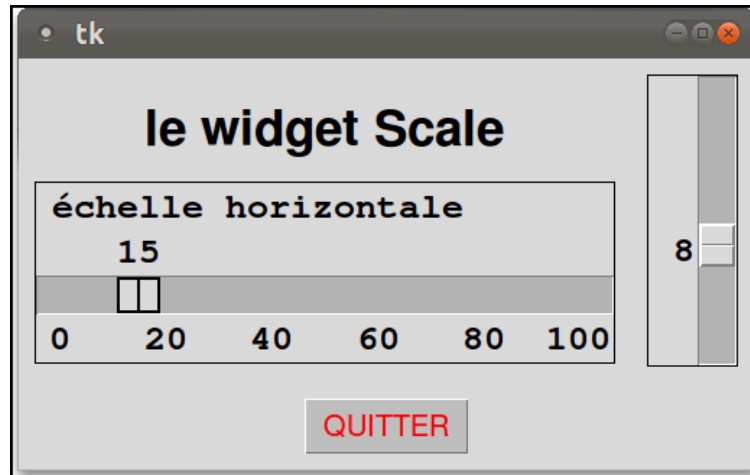 tk
le widget Scale
échelle horizontale
15
0 20 40 60 80 100
8
QUITTER